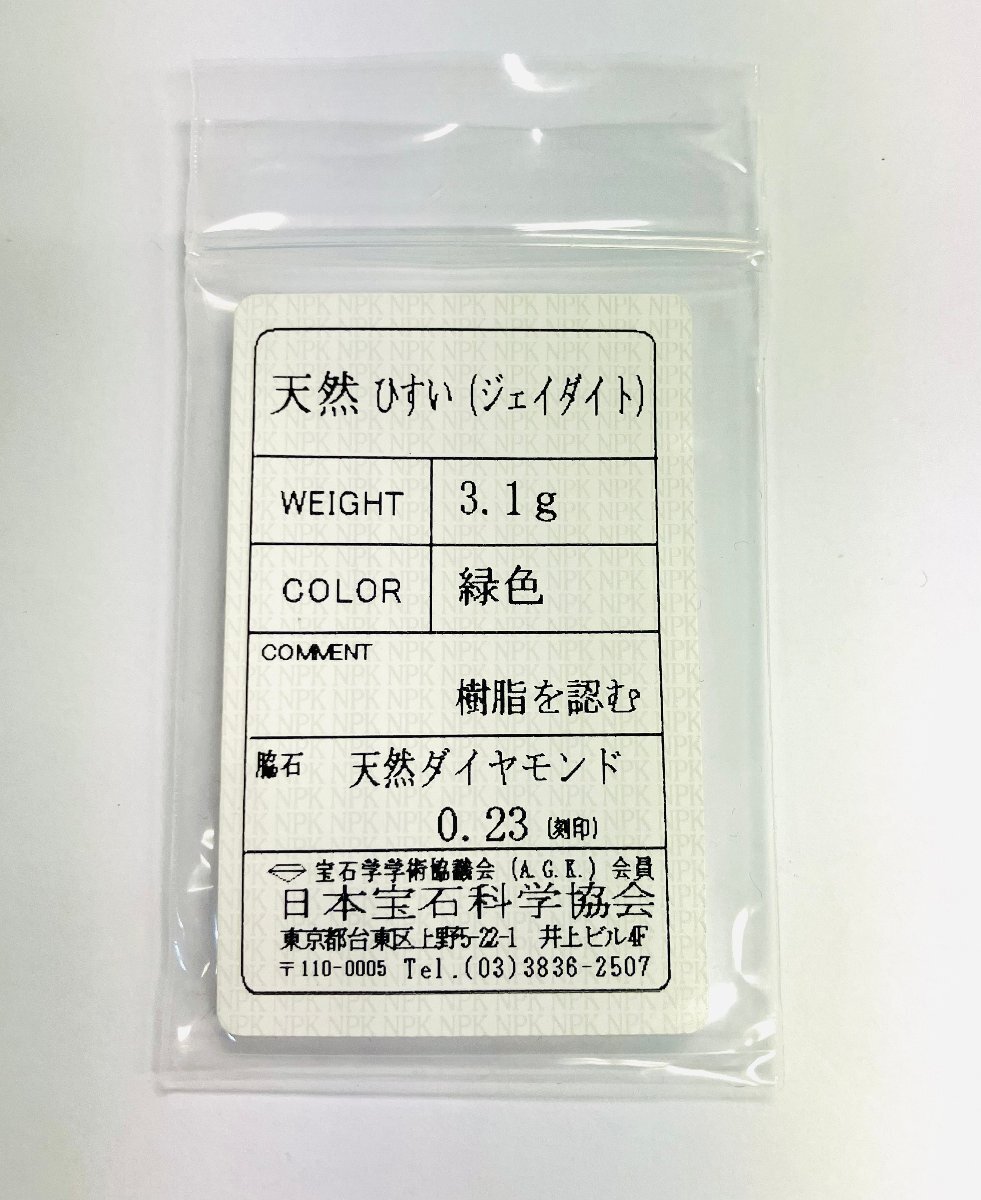 天然 ひすい (ジェイダイト)
WEIGHT 3.1g
COLOR 緑色
COMMENT
樹脂を認む
脇石 天然ダイヤモンド
0.23 (刻印)
宝石学学術協議会 (A.G.K.) 会員
日本宝石科学協会
東京都台東区上野5-22-1 井上ビル4F
〒110-0005 Tel.(03)3836-2507